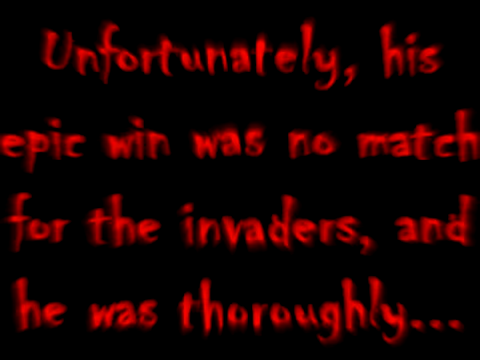 Unfortunately, his
epic win was no match
for the invaders, and
he was thoroughly...